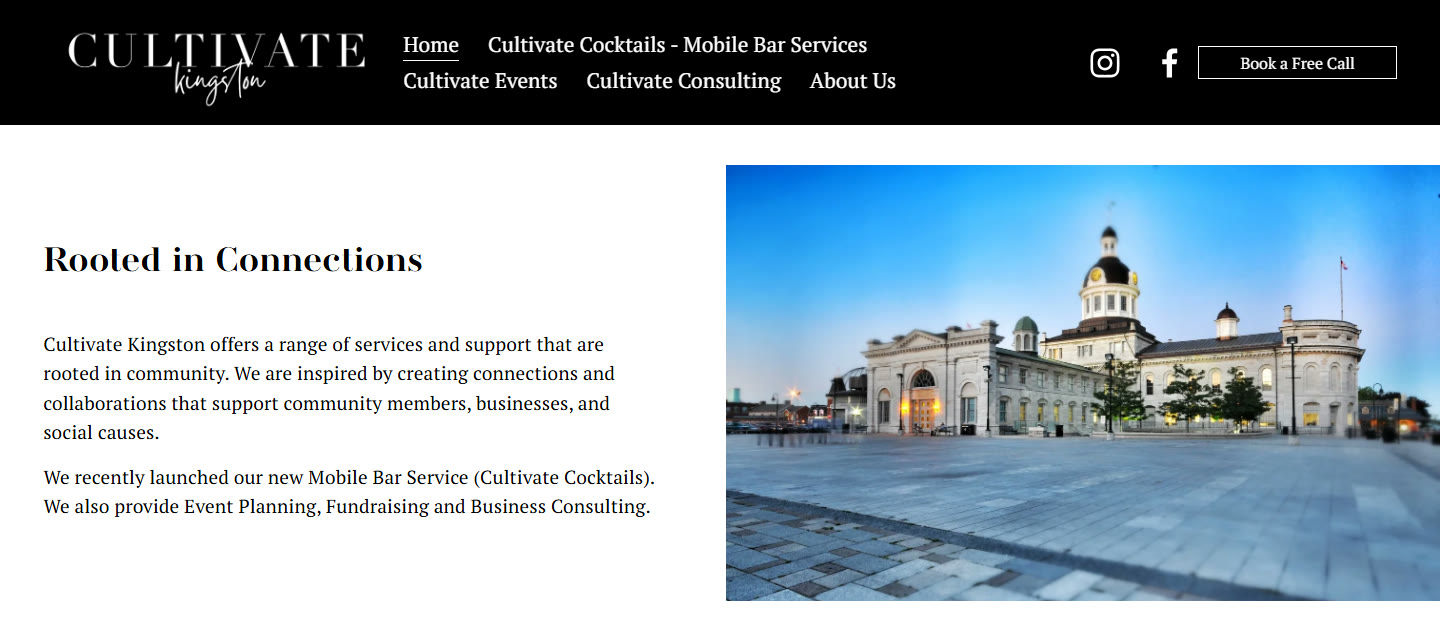 CULTIVATE
kingston
Home Cultivate Cocktails - Mobile Bar Services
Cultivate Events Cultivate Consulting About Us
Book a Free Call
Rooted in Connections
Cultivate Kingston offers a range of services and support that are
rooted in community. We are inspired by creating connections and
collaborations that support community members, businesses, and
social causes.
We recently launched our new Mobile Bar Service (Cultivate Cocktails).
We also provide Event Planning, Fundraising and Business Consulting.